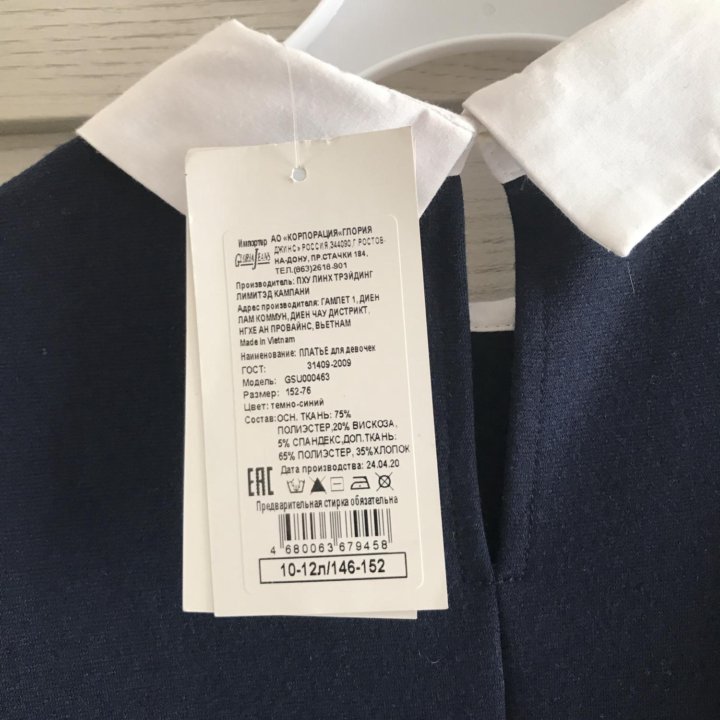 Импортер АО «КОРПОРАЦИЯ«ГЛОРИЯ
GLORIA JEANS ДЖИНС» РОССИЯ,344090,Г.РОСТОВ-
НА-ДОНУ, ПР.СТАЧКИ 184,
ТЕЛ.(863)2618-901
Производитель: ПХУ ЛИНХ ТРЭЙДИНГ
ЛИМИТЭД КАМПАНИ
Адрес производителя: ГАМЛЕТ 1, ДИЕН
ЛАМ КОММУН, ДИЕН ЧАУ ДИСТРИКТ,
НГХЕ АН ПРОВАЙНС, ВЬЕТНАМ
Made in Vietnam
Наименование: ПЛАТЬЕ для девочек
ГОСТ: 31409-2009
Модель: GSU000463
Размер: 152-76
Цвет: темно-синий
Состав:ОСН. ТКАНЬ: 75%
ПОЛИЭСТЕР,20% ВИСКОЗА,
5% СПАНДЕКС,ДОП.ТКАНЬ:
65% ПОЛИЭСТЕР, 35%ХЛОПОК
Дата производства: 24.04.20
EAC
Предварительная стирка обязательна
4 680063 679458
10-12л/146-152